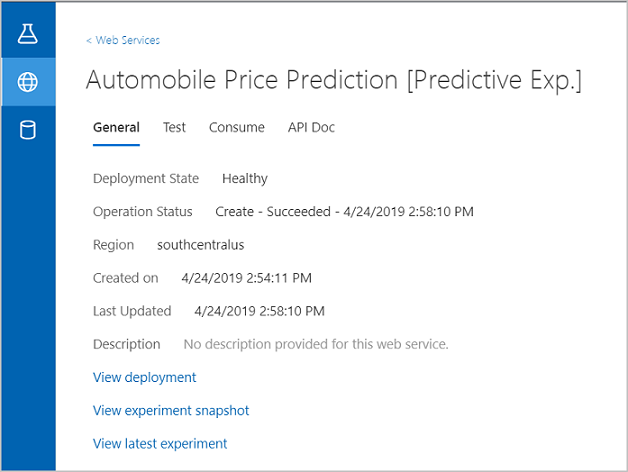 < Web Services
Automobile Price Prediction [Predictive Exp.]
General Test Consume API Doc
Deployment State Healthy
Operation Status Create - Succeeded - 4/24/2019 2:58:10 PM
Region southcentralus
Created on 4/24/2019 2:54:11 PM
Last Updated 4/24/2019 2:58:10 PM
Description No description provided for this web service.
View deployment
View experiment snapshot
View latest experiment